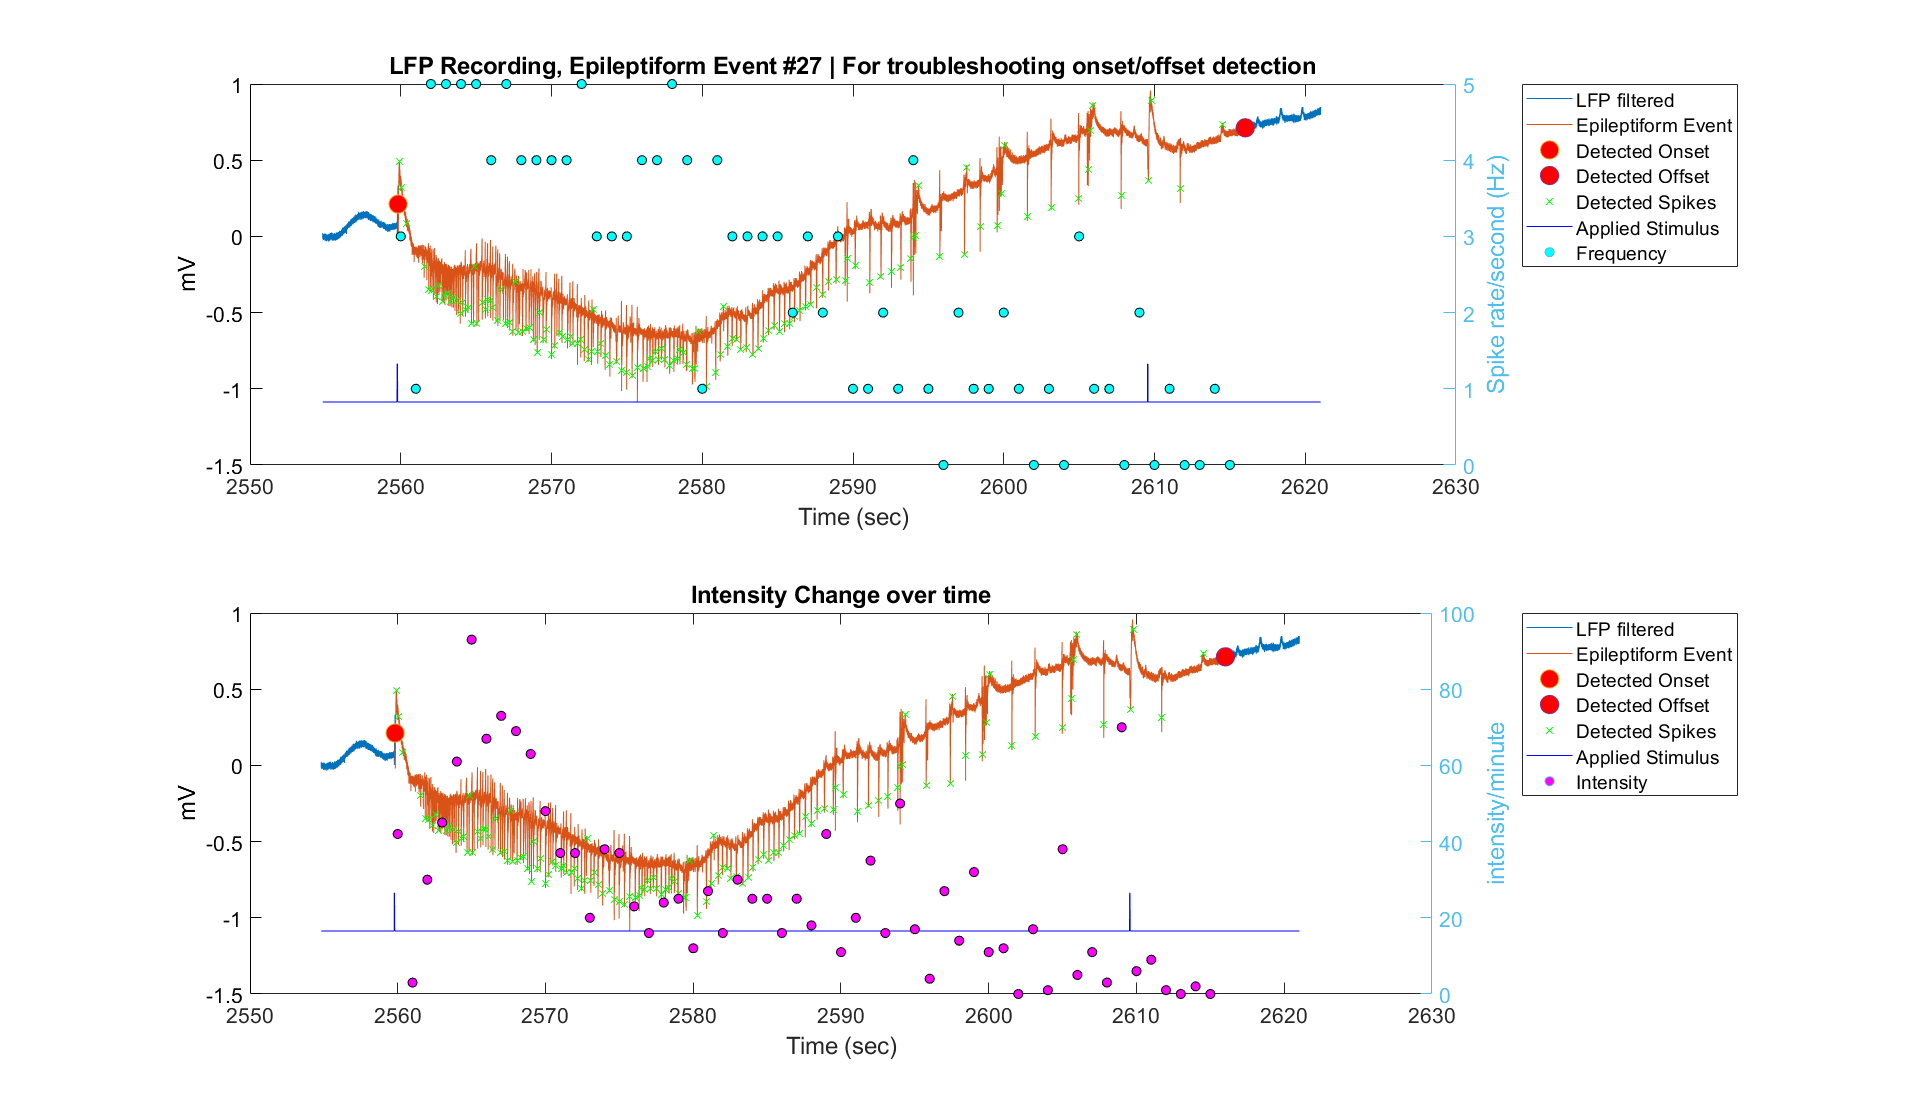 LFP Recording, Epileptiform Event #27 | For troubleshooting onset/offset detection
1
0.5
0
-0.5
-1
-1.5
mV
5
4
3
2
1
0
Spike rate/second (Hz)
2550 2560 2570 2580 2590 2600 2610 2620 2630
Time (sec)
LFP filtered
Epileptiform Event
Detected Onset
Detected Offset
Detected Spikes
Applied Stimulus
Frequency
Intensity Change over time
1
0.5
0
-0.5
-1
-1.5
mV
100
80
60
40
20
0
intensity/minute
2550 2560 2570 2580 2590 2600 2610 2620 2630
Time (sec)
LFP filtered
Epileptiform Event
Detected Onset
Detected Offset
Detected Spikes
Applied Stimulus
Intensity